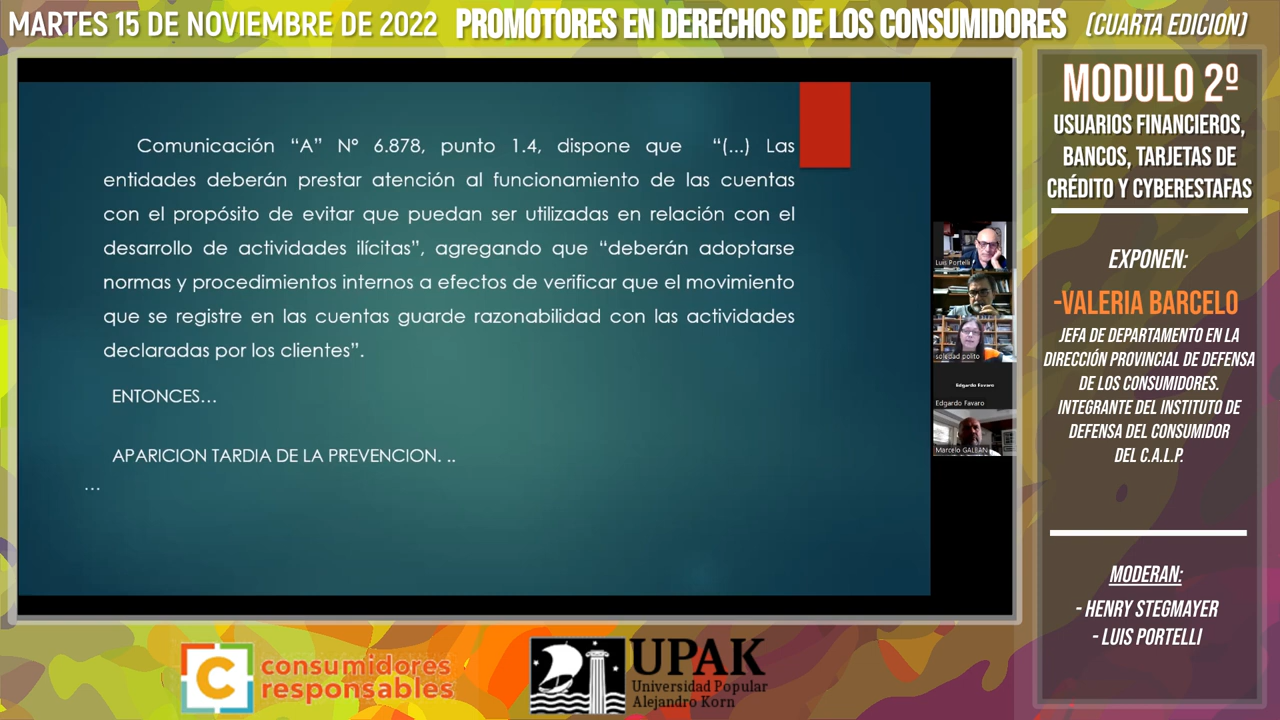 MARTES 15 DE NOVIEMBRE DE 2022 PROMOTORES EN DERECHOS DE LOS CONSUMIDORES (CUARTA EDICION)
Comunicación “A” Nº 6.878, punto 1.4, dispone que “(...) Las
entidades deberán prestar atención al funcionamiento de las cuentas
con el propósito de evitar que puedan ser utilizadas en relación con el
desarrollo de actividades ilícitas”, agregando que “deberán adoptarse
normas y procedimientos internos a efectos de verificar que el movimiento
que se registre en las cuentas guarde razonabilidad con las actividades
declaradas por los clientes”.
ENTONCES…
APARICION TARDIA DE LA PREVENCION. ..
…
Luis Portelli
soledad polito
Edgardo Favaro
Edgardo Favaro
Marcelo GALEAN
MODULO 2º
USUARIOS FINANCIEROS,
BANCOS, TARJETAS DE
CRÉDITO Y CYBERESTAFAS
EXPONEN:
-VALERIA BARCELO
JEFA DE DEPARTAMENTO EN LA
DIRECCIÓN PROVINCIAL DE DEFENSA
DE LOS CONSUMIDORES.
INTEGRANTE DEL INSTITUTO DE
DEFENSA DEL CONSUMIDOR
DEL C.A.L.P.
MODERAN:
- HENRY STEGMAYER
- LUIS PORTELLI
C consumidores
responsables
UPAK
Universidad Popular
Alejandro Korn